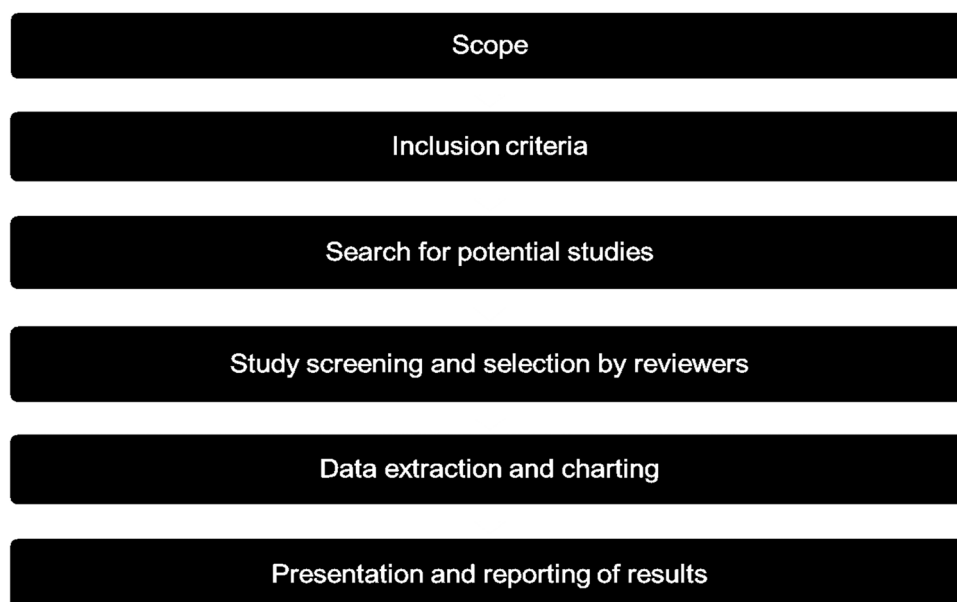 Scope
Inclusion criteria
Search for potential studies
Study screening and selection by reviewers
Data extraction and charting
Presentation and reporting of results